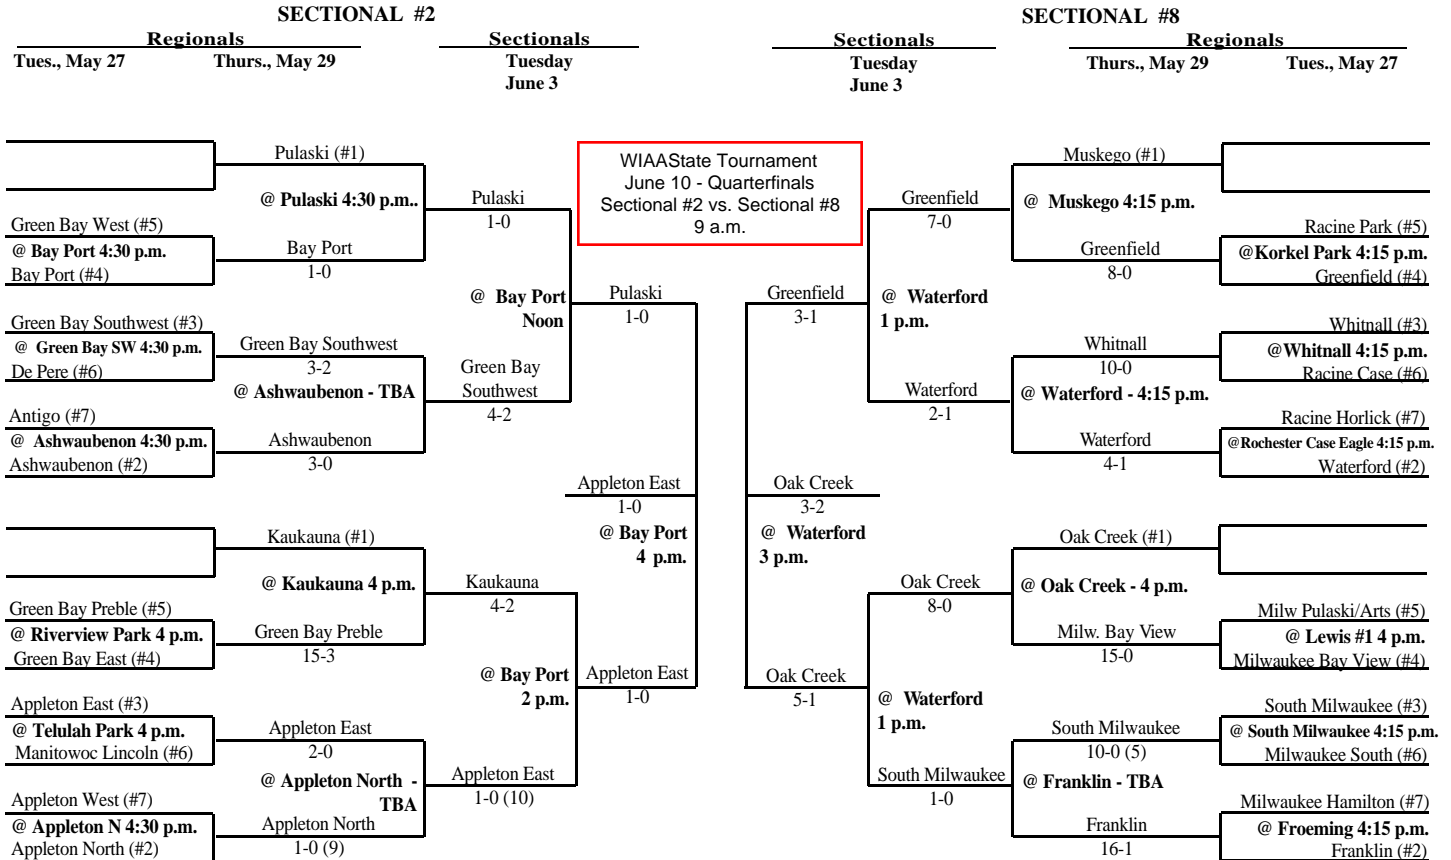 SECTIONAL #2
Regionals
Sectionals
Tues., May 27
Thurs., May 29
Tuesday
June 3
Green Bay West (#5)
@ Bay Port 4:30 p.m.
Bay Port (#4)
Green Bay Southwest (#3)
@ Green Bay SW 4:30 p.m.
De Pere (#6)
Antigo (#7)
@ Ashwaubenon 4:30 p.m.
Ashwaubenon (#2)
Green Bay Preble (#5)
@ Riverview Park 4 p.m.
Green Bay East (#4)
Appleton East (#3)
@ Telulah Park 4 p.m.
Manitowoc Lincoln (#6)
Appleton West (#7)
@ Appleton N 4:30 p.m.
Appleton North (#2)
Pulaski (#1)
@ Pulaski 4:30 p.m..
Bay Port
1-0
Green Bay Southwest
3-2
@ Ashwaubenon - TBA
Ashwaubenon
3-0
Kaukauna (#1)
@ Kaukauna 4 p.m.
Green Bay Preble
15-3
Appleton East
2-0
@ Appleton North -
TBA
Appleton North
1-0 (9)
Pulaski
1-0
@ Bay Port
Noon
Green Bay
Southwest
4-2
Kaukauna
4-2
@ Bay Port
2 p.m.
Appleton East
1-0 (10)
Pulaski
1-0
Appleton East
1-0
@ Bay Port
4 p.m.
Appleton East
1-0
WIAAState Tournament
June 10 - Quarterfinals
Sectional #2 vs. Sectional #8
9 a.m.
SECTIONAL #8
Sectionals
Regionals
Tuesday
June 3
Thurs., May 29
Tues., May 27
Greenfield
3-1
Oak Creek
3-2
@ Waterford
3 p.m.
Oak Creek
5-1
Greenfield
7-0
@ Waterford
1 p.m.
Waterford
2-1
Oak Creek
8-0
@ Waterford
1 p.m.
South Milwaukee
1-0
Muskego (#1)
@ Muskego 4:15 p.m.
Greenfield
8-0
Whitnall
10-0
@ Waterford - 4:15 p.m.
Waterford
4-1
Oak Creek (#1)
@ Oak Creek - 4 p.m.
Milw. Bay View
15-0
South Milwaukee
10-0 (5)
@ Franklin - TBA
Franklin
16-1
Racine Park (#5)
@Korkel Park 4:15 p.m.
Greenfield (#4)
Whitnall (#3)
@Whitnall 4:15 p.m.
Racine Case (#6)
Racine Horlick (#7)
@Rochester Case Eagle 4:15 p.m.
Waterford (#2)
Milw Pulaski/Arts (#5)
@ Lewis #1 4 p.m.
Milwaukee Bay View (#4)
South Milwaukee (#3)
@ South Milwaukee 4:15 p.m.
Milwaukee South (#6)
Milwaukee Hamilton (#7)
@ Froeming 4:15 p.m.
Franklin (#2)